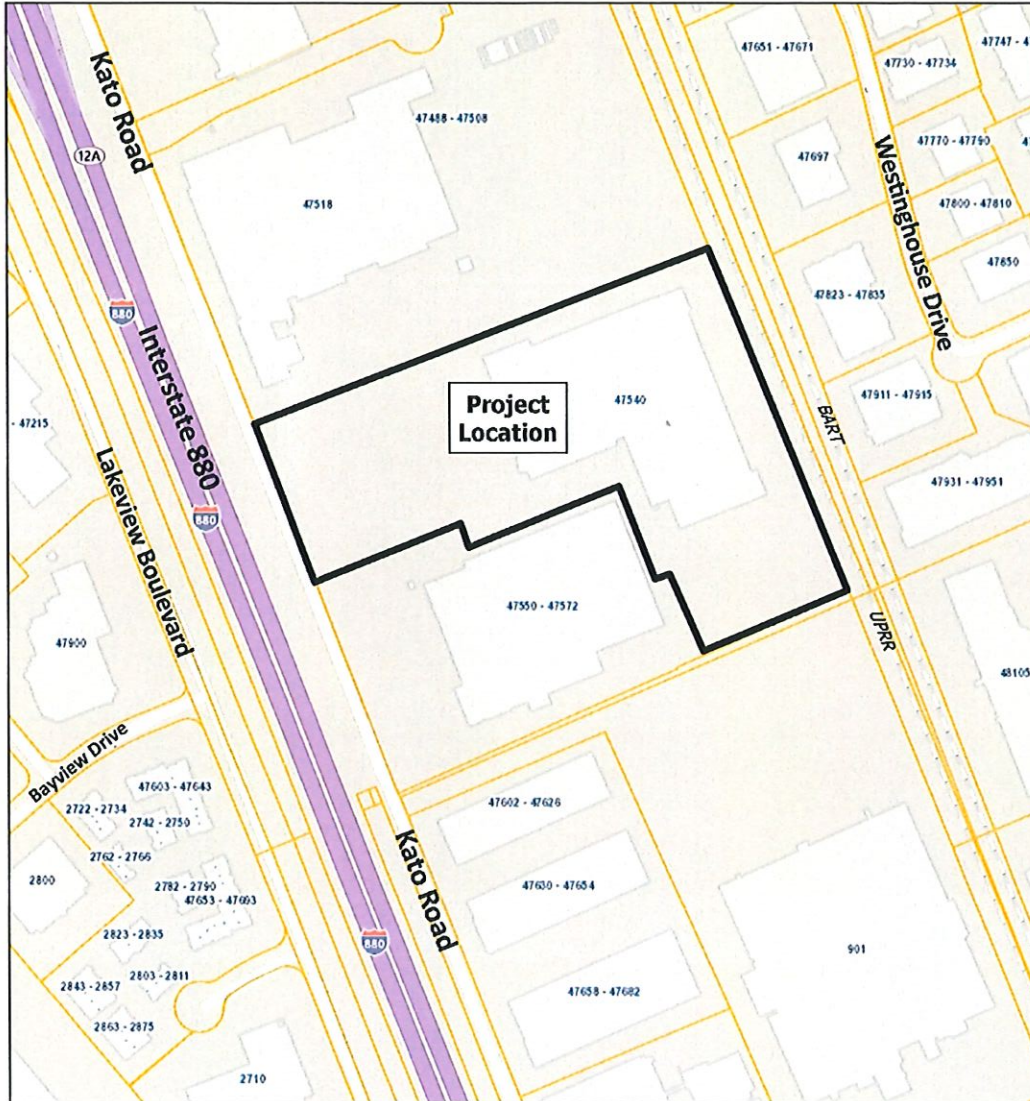 47651 - 47671
47730 - 47734
47747 - 4
Kato Road
12A
47488 - 47508
47770 - 47790
47697
Westinghouse Drive
47518
47800 - 47810
47850
47823 - 47835
880
Interstate 880
Project
Location
47540
47911 - 47915
BART
- 47215
Lakeview Boulevard
880
47931 - 47951
47550 - 47572
UPRR
47900
48105
Bayview Drive
47603 - 47643
2722 - 2734
2742 - 2750
47602 - 47626
2762 - 2766
2800
2782 - 2790
47653 - 47693
Kato Road
47630 - 47654
2823 - 2835
880
901
2803 - 2811
2843 - 2857
47658 - 47682
2863 - 2875
2710